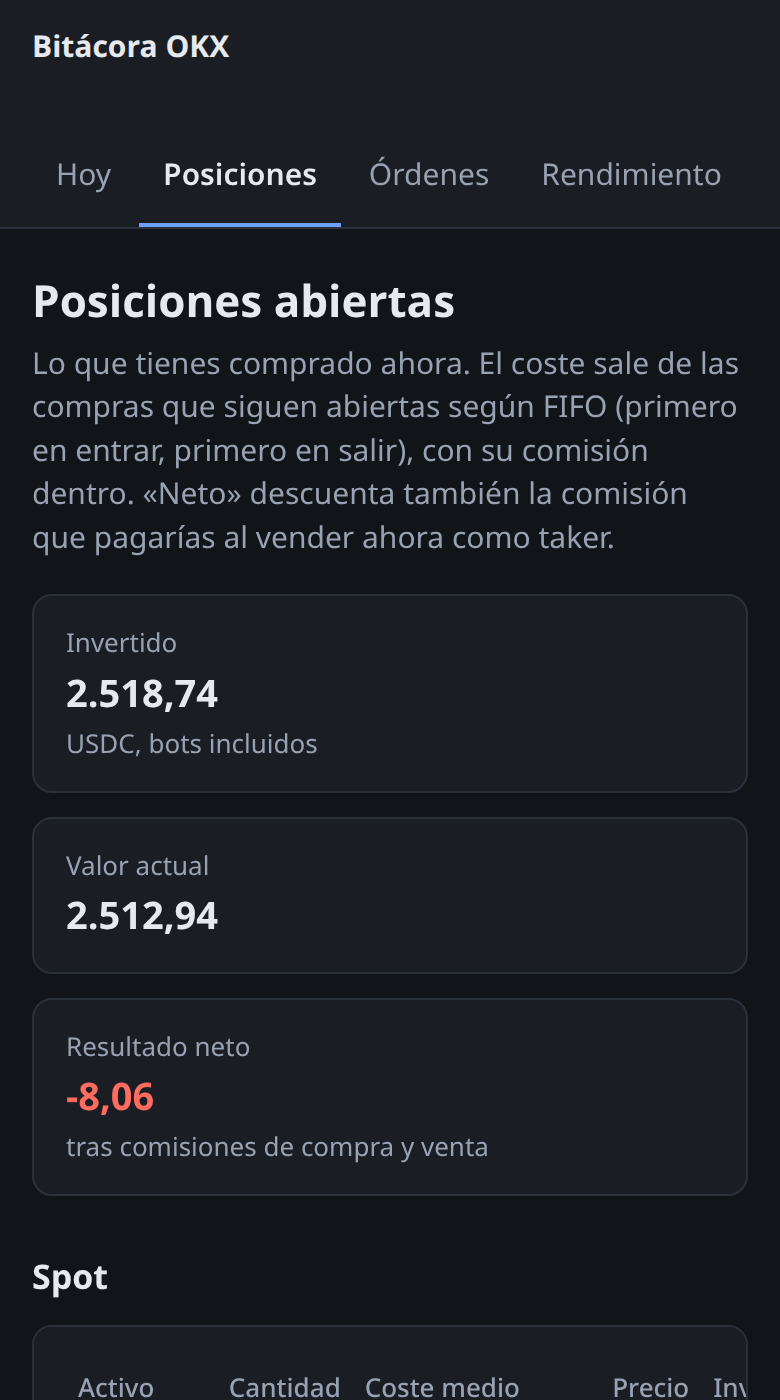 Bitácora OKX
Hoy Posiciones Órdenes Rendimiento
Posiciones abiertas
Lo que tienes comprado ahora. El coste sale de las
compras que siguen abiertas según FIFO (primero
en entrar, primero en salir), con su comisión
dentro. «Neto» descuenta también la comisión
que pagarías al vender ahora como taker.
Invertido
2.518,74
USDC, bots incluidos
Valor actual
2.512,94
Resultado neto
-8,06
tras comisiones de compra y venta
Spot
Activo Cantidad Coste medio Precio